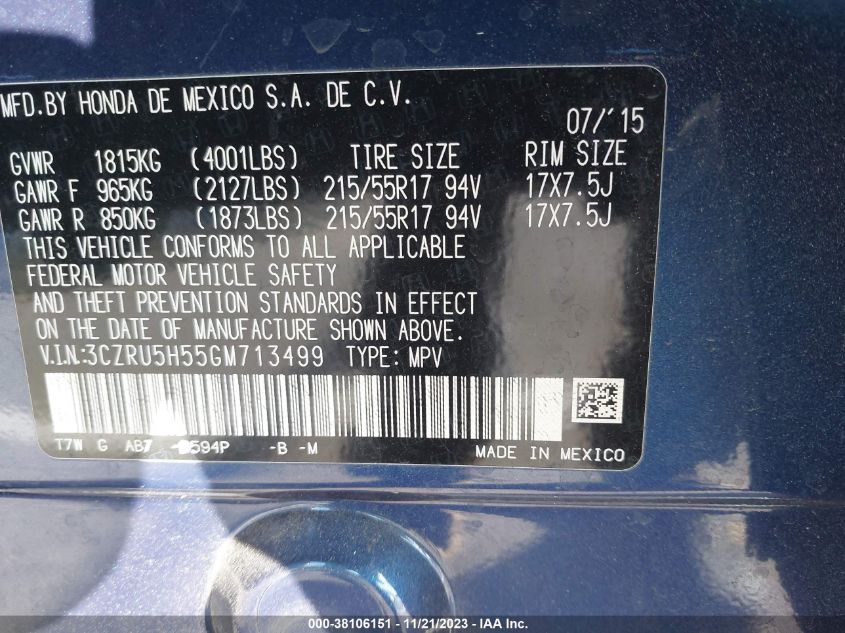 MFD.BY HONDA DE MEXICO S.A. DE C.V.
07/'15
GVWR 1815KG (4001LBS) TIRE SIZE RIM SIZE
GAWR F 965KG (2127LBS) 215/55R17 94V 17X7.5J
GAWR R 850KG (1873LBS) 215/55R17 94V 17X7.5J
THIS VEHICLE CONFORMS TO ALL APPLICABLE
FEDERAL MOTOR VEHICLE SAFETY
AND THEFT PREVENTION STANDARDS IN EFFECT
ON THE DATE OF MANUFACTURE SHOWN ABOVE.
V.I.N.:3CZRU5H55GM713499 TYPE: MPV
T7W G AB7 -B -M MADE IN MEXICO
000-38106151 - 11/21/2023 - IAA Inc.